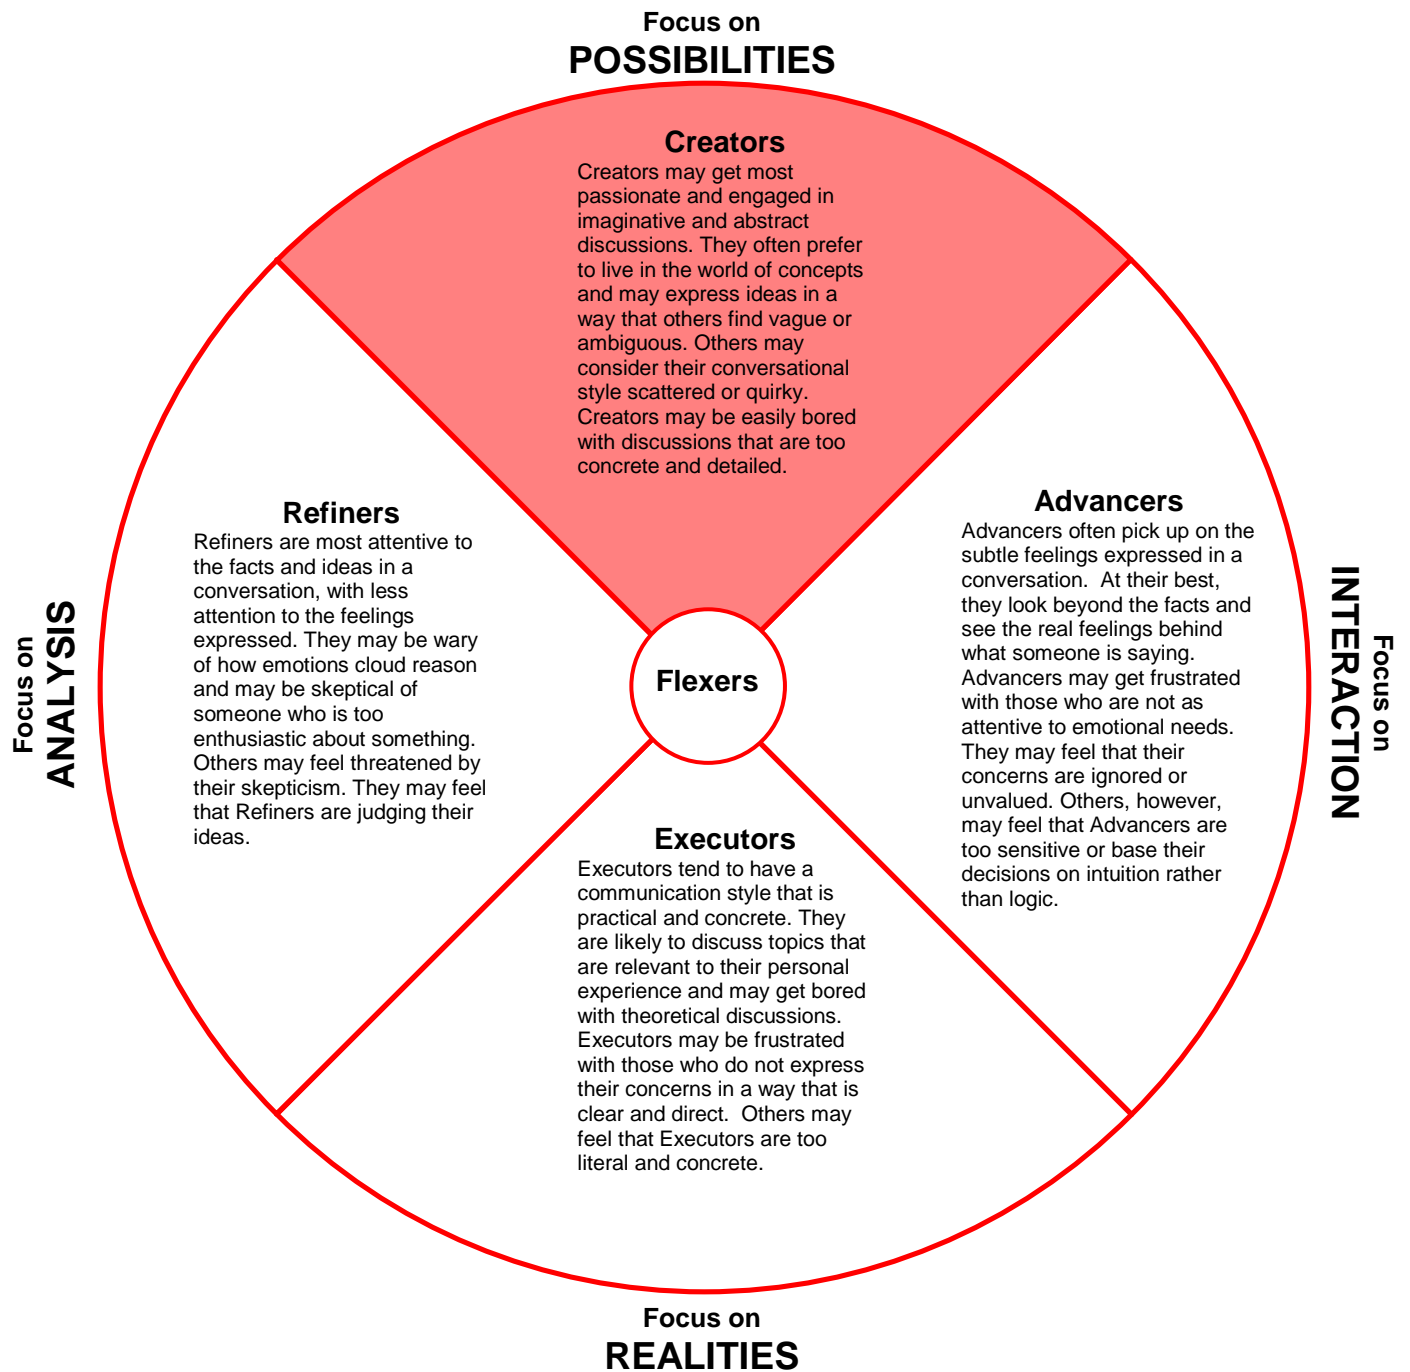 Focus on
POSSIBILITIES
Creators
Creators may get most
passionate and engaged in
imaginative and abstract
discussions. They often prefer
to live in the world of concepts
and may express ideas in a
way that others find vague or
ambiguous. Others may
consider their conversational
style scattered or quirky.
Creators may be easily bored
with discussions that are too
concrete and detailed.
Focus on
ANALYSIS
Refiners
Refiners are most attentive to
the facts and ideas in a
conversation, with less
attention to the feelings
expressed. They may be wary
of how emotions cloud reason
and may be skeptical of
someone who is too
enthusiastic about something.
Others may feel threatened by
their skepticism. They may feel
that Refiners are judging their
ideas.
Flexers
Advancers
Advancers often pick up on the
subtle feelings expressed in a
conversation.  At their best,
they look beyond the facts and
see the real feelings behind
what someone is saying.
Advancers may get frustrated
with those who are not as
attentive to emotional needs.
They may feel that their
concerns are ignored or
unvalued. Others, however,
may feel that Advancers are
too sensitive or base their
decisions on intuition rather
than logic.
Focus on
INTERACTION
Executors
Executors tend to have a
communication style that is
practical and concrete. They
are likely to discuss topics that
are relevant to their personal
experience and may get bored
with theoretical discussions.
Executors may be frustrated
with those who do not express
their concerns in a way that is
clear and direct.  Others may
feel that Executors are too
literal and concrete.
Focus on
REALITIES